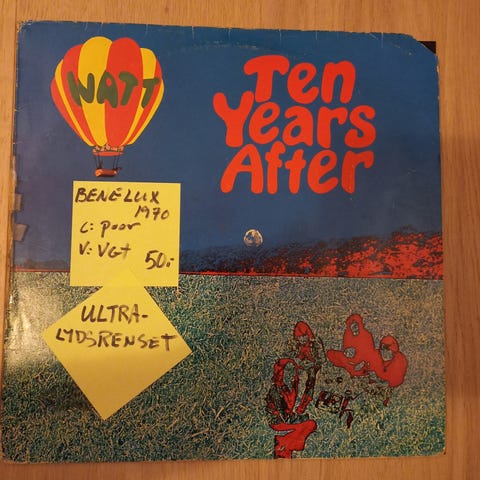 WATT
Ten
Years
After
BENELUX
1970
C: Poor
V: VG+
50:-
ULTRA-
LYDSRENSET